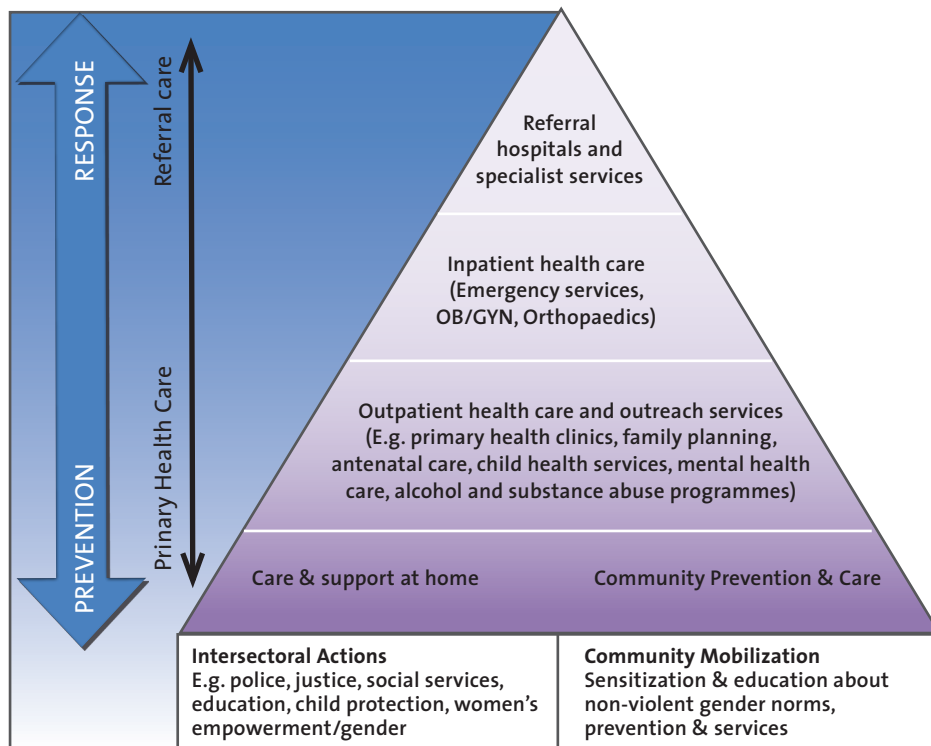 RESPONSE
PREVENTION
Referral care
Prinary Health Care
Referral
hospitals and
specialist services
Inpatient health care
(Emergency services,
OB/GYN, Orthopaedics)
Outpatient health care and outreach services
(E.g. primary health clinics, family planning,
antenatal care, child health services, mental health
care, alcohol and substance abuse programmes)
Care & support at home
Community Prevention & Care
Intersectoral Actions
E.g. police, justice, social services,
education, child protection, women's
empowerment/gender
Community Mobilization
Sensitization & education about
non-violent gender norms,
prevention & services